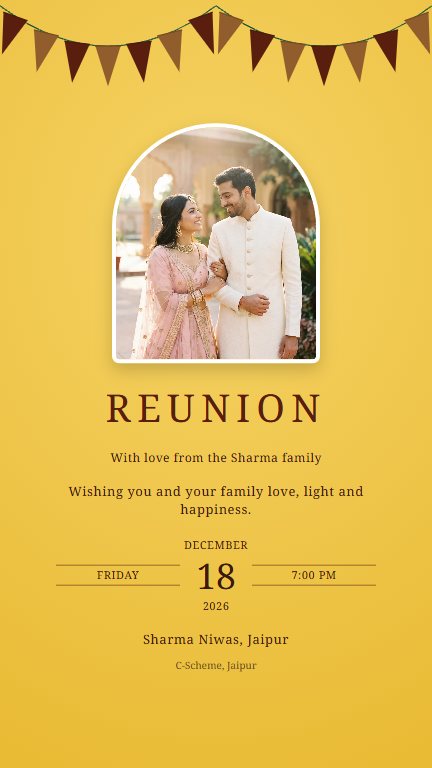 REUNION
With love from the Sharma family
Wishing you and your family love, light and
happiness.
DECEMBER
FRIDAY
18
7:00 PM
2026
Sharma Niwas, Jaipur
C-Scheme, Jaipur